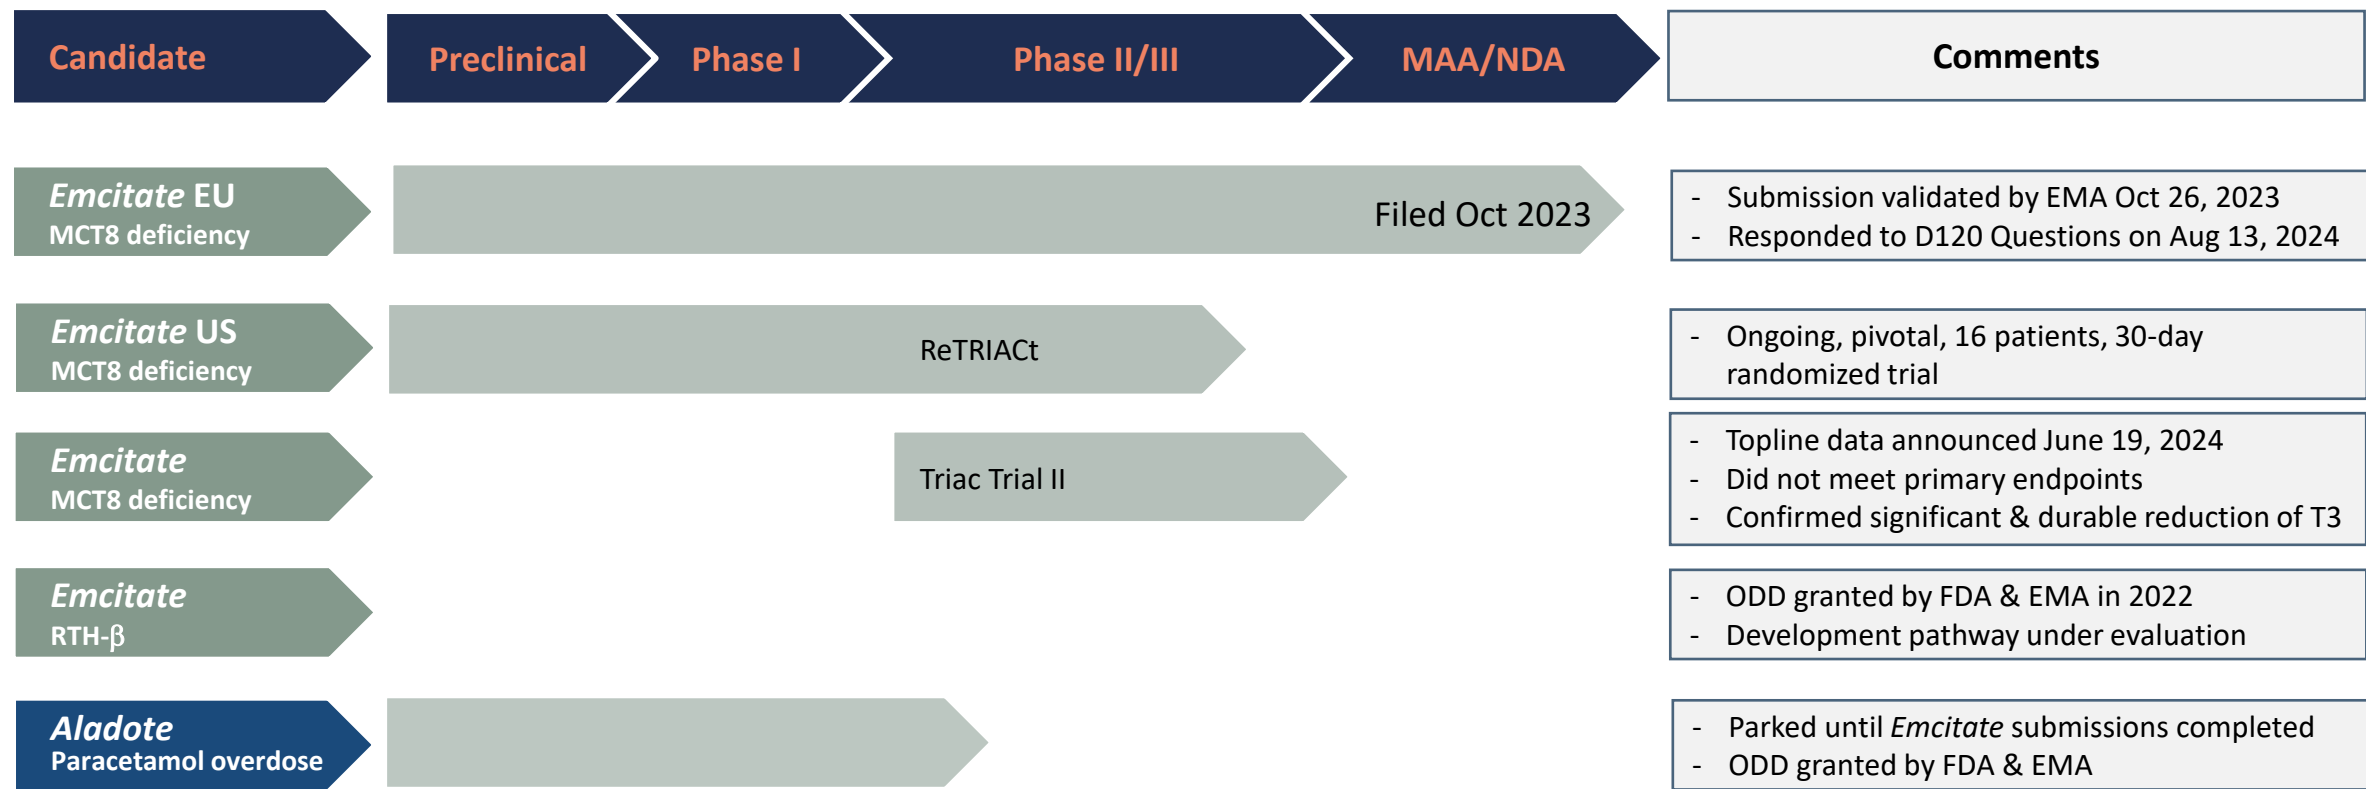 Candidate
Preclinical
Phase I
Phase II/III
MAA/NDA
Comments
Emcitate EU
MCT8 deficiency
Filed Oct 2023
- Submission validated by EMA Oct 26, 2023
- Responded to D120 Questions on Aug 13, 2024
Emcitate US
MCT8 deficiency
ReTRIACt
- Ongoing, pivotal, 16 patients, 30-day
randomized trial
Emcitate
MCT8 deficiency
Triac Trial II
- Topline data announced June 19, 2024
- Did not meet primary endpoints
- Confirmed significant & durable reduction of T3
Emcitate
RTH-β
- ODD granted by FDA & EMA in 2022
- Development pathway under evaluation
Aladote
Paracetamol overdose
- Parked until Emcitate submissions completed
- ODD granted by FDA & EMA